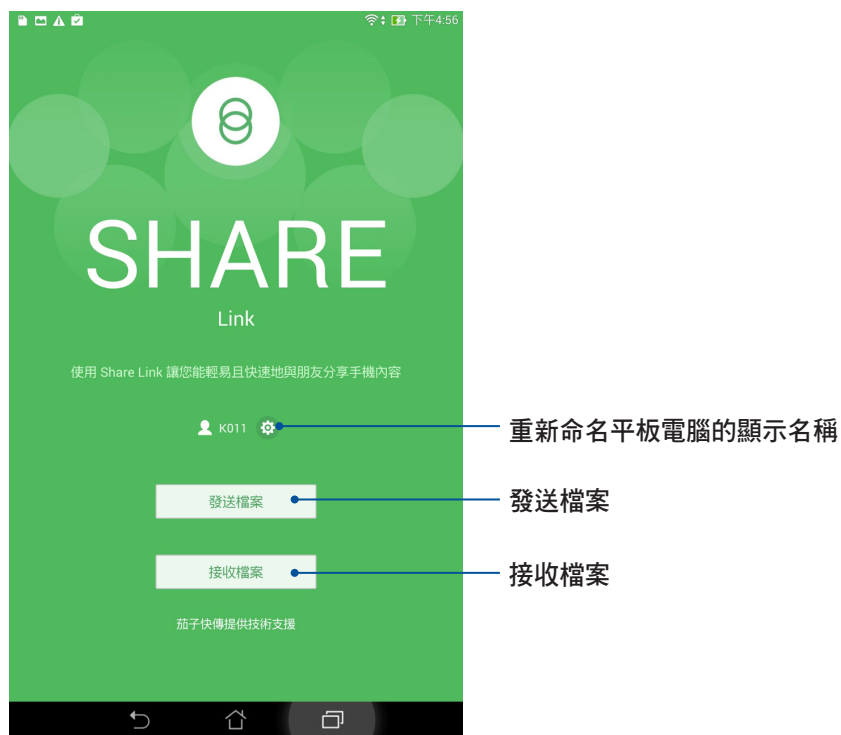 下午4:56
SHARE
Link
使用 Share Link 讓您能輕易且快速地與朋友分享手機內容
K011
重新命名平板電腦的顯示名稱
發送檔案
發送檔案
接收檔案
接收檔案
茄子快傳提供技術支援